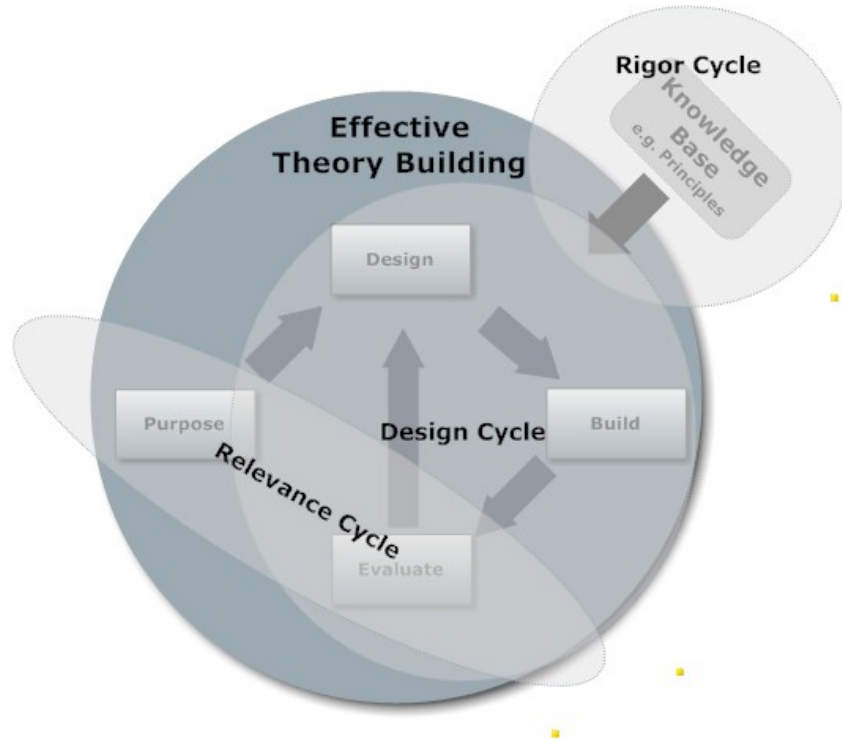 Rigor Cycle
Knowledge
Base
e.g. Principles
Effective
Theory Building
Design
Purpose
Design Cycle
Build
Relevance Cycle
Evaluate